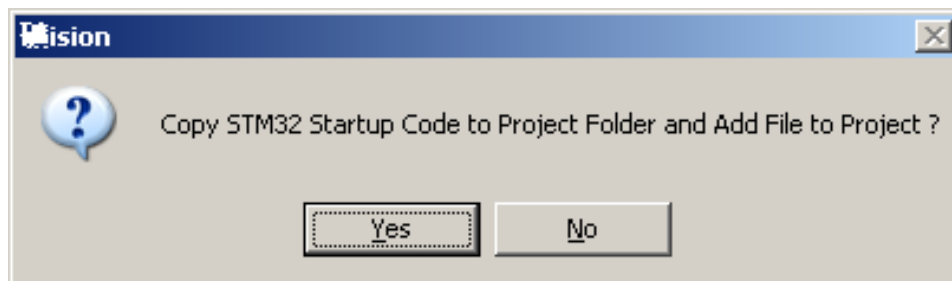 µVision
Copy STM32 Startup Code to Project Folder and Add File to Project ?
Yes
No